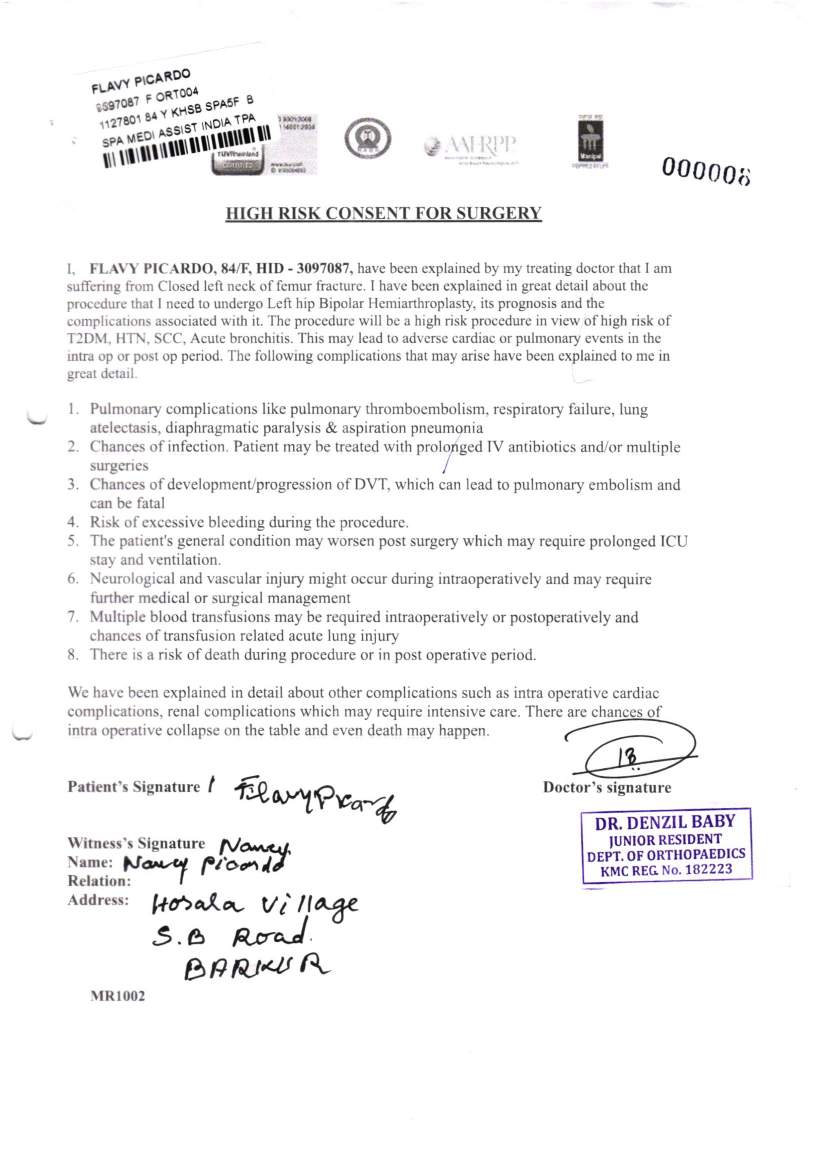 FLAVY PICARDO
F ORT004
1127801 84 Y KHSB SPA5F B
SPA MEDI ASSIST INDIA TPA
TUVRheinland
CERTIFIED
AAHRPP
Manipal
000008
HIGH RISK CONSENT FOR SURGERY
I, FLAVY PICARDO, 84/F, HID - 3097087, have been explained by my treating doctor that I am
suffering from Closed left neck of femur fracture. I have been explained in great detail about the
procedure that I need to undergo Left hip Bipolar Hemiarthroplasty, its prognosis and the
complications associated with it. The procedure will be a high risk procedure in view of high risk of
T2DM, HTN, SCC, Acute bronchitis. This may lead to adverse cardiac or pulmonary events in the
intra op or post op period. The following complications that may arise have been explained to me in
great detail.
1. Pulmonary complications like pulmonary thromboembolism, respiratory failure, lung
atelectasis, diaphragmatic paralysis & aspiration pneumonia
2. Chances of infection. Patient may be treated with prolonged IV antibiotics and/or multiple
surgeries
3. Chances of development/progression of DVT, which can lead to pulmonary embolism and
can be fatal
4. Risk of excessive bleeding during the procedure.
5. The patient's general condition may worsen post surgery which may require prolonged ICU
stay and ventilation.
6. Neurological and vascular injury might occur during intraoperatively and may require
further medical or surgical management
7. Multiple blood transfusions may be required intraoperatively or postoperatively and
chances of transfusion related acute lung injury
8. There is a risk of death during procedure or in post operative period.
We have been explained in detail about other complications such as intra operative cardiac
complications, renal complications which may require intensive care. There are chances of
intra operative collapse on the table and even death may happen.
Patient's Signature Flavy Picardo
Doctor's signature
DR. DENZIL BABY
JUNIOR RESIDENT
DEPT. OF ORTHOPAEDICS
KMC REG. No. 182223
Witness's Signature Nancy
Name: Nancy Picardo
Relation:
Address: Hosala Village
S.B Road.
BARKUR
MR1002